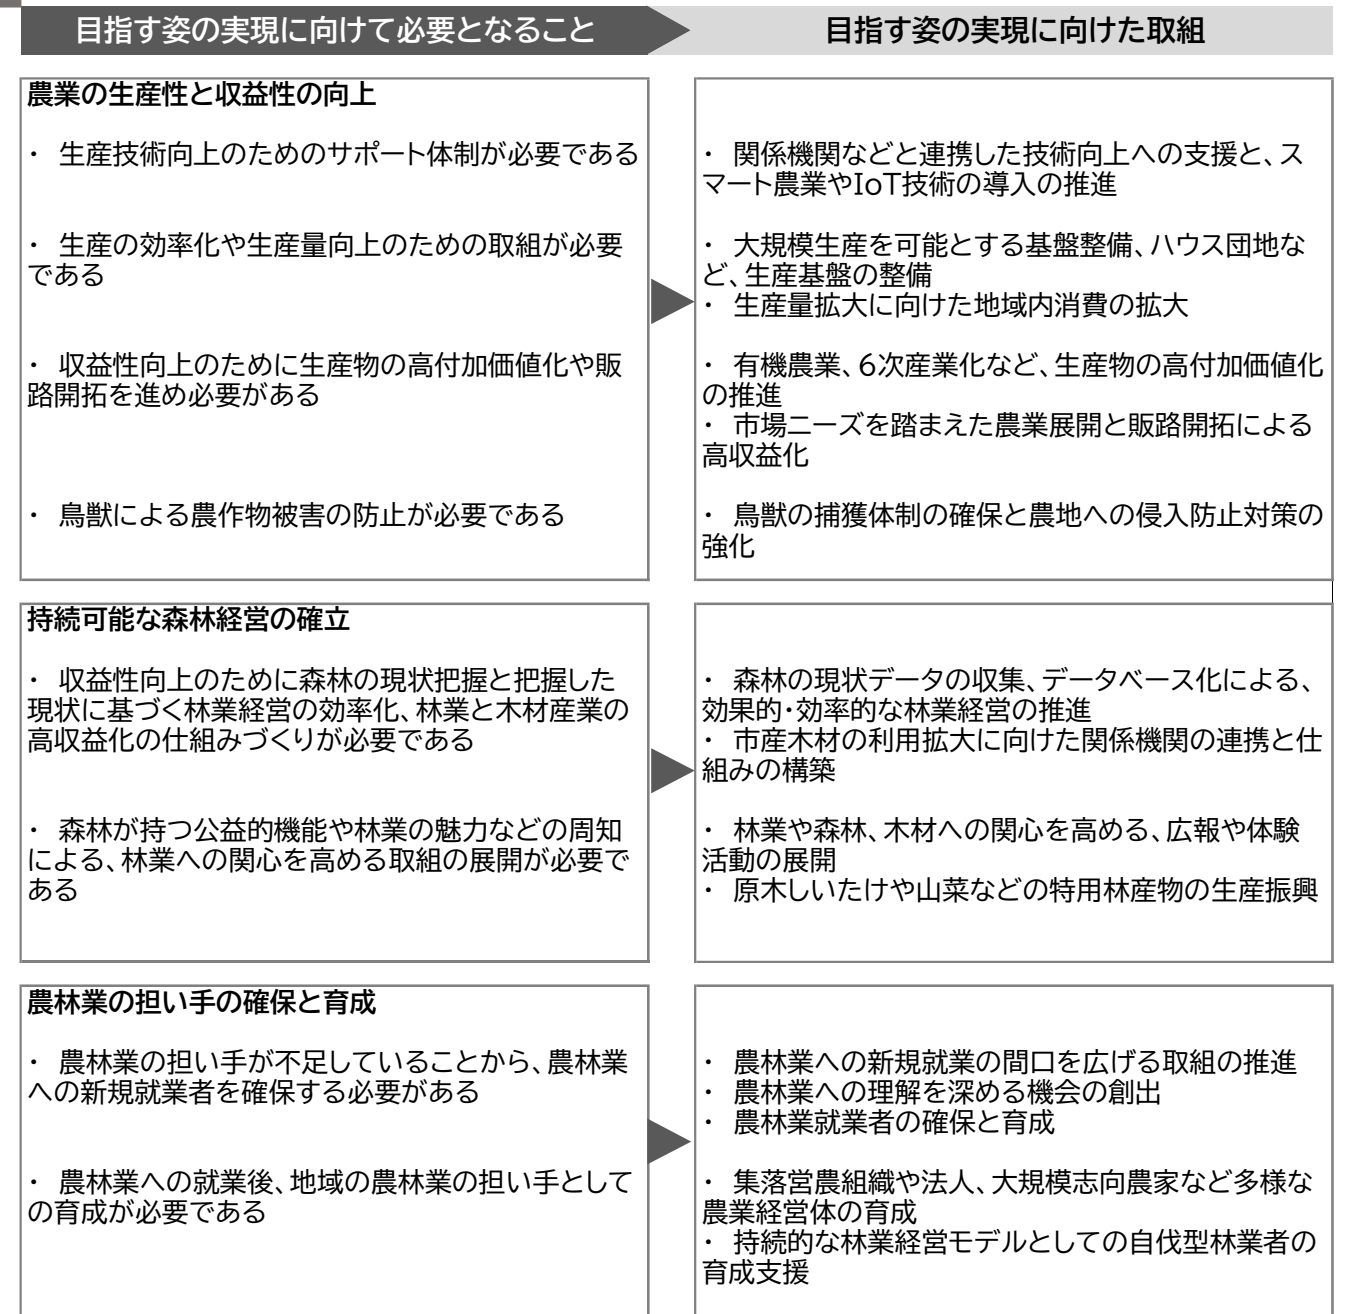 目指す姿の実現に向けて必要となること
目指す姿の実現に向けた取組
農業の生産性と収益性の向上
・ 生産技術向上のためのサポート体制が必要である
・ 生産の効率化や生産量向上のための取組が必要
である
・ 収益性向上のために生産物の高付加価値化や販
路開拓を進め必要がある
・ 鳥獣による農作物被害の防止が必要である
・ 関係機関などと連携した技術向上への支援と、ス
マート農業やIoT技術の導入の推進
・ 大規模生産を可能とする基盤整備、ハウス団地な
ど、生産基盤の整備
・ 生産量拡大に向けた地域内消費の拡大
・ 有機農業、6次産業化など、生産物の高付加価値化
の推進
・ 市場ニーズを踏まえた農業展開と販路開拓による
高収益化
・ 鳥獣の捕獲体制の確保と農地への侵入防止対策の
強化
持続可能な森林経営の確立
・ 収益性向上のために森林の現状把握と把握した
現状に基づく林業経営の効率化、林業と木材産業の
高収益化の仕組みづくりが必要である
・ 森林が持つ公益的機能や林業の魅力などの周知
による、林業への関心を高める取組の展開が必要で
ある
・ 森林の現状データの収集、データベース化による、
効果的・効率的な林業経営の推進
・ 市産木材の利用拡大に向けた関係機関の連携と仕
組みの構築
・ 林業や森林、木材への関心を高める、広報や体験
活動の展開
・ 原木しいたけや山菜などの特用林産物の生産振興
農林業の担い手の確保と育成
・ 農林業の担い手が不足していることから、農林業
への新規就業者を確保する必要がある
・ 農林業への就業後、地域の農林業の担い手として
の育成が必要である
・ 農林業への新規就業の間口を広げる取組の推進
・ 農林業への理解を深める機会の創出
・ 農林業就業者の確保と育成
・ 集落営農組織や法人、大規模志向農家など多様な
農業経営体の育成
・ 持続的な林業経営モデルとしての自伐型林業者の
育成支援